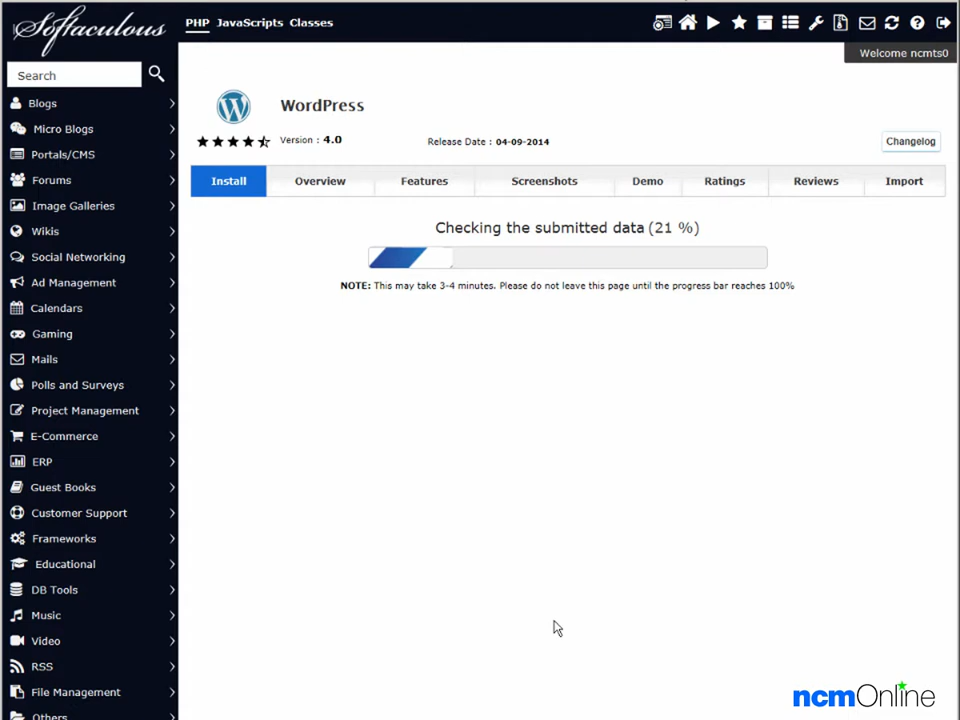 Softaculous
PHP JavaScripts Classes
Welcome ncmts0
Search
Blogs
Micro Blogs
Portals/CMS
Forums
Image Galleries
Wikis
Social Networking
Ad Management
Calendars
Gaming
Mails
Polls and Surveys
Project Management
E-Commerce
ERP
Guest Books
Customer Support
Frameworks
Educational
DB Tools
Music
Video
RSS
File Management
Others
WordPress
Version : 4.0
Release Date : 04-09-2014
Changelog
Install Overview Features Screenshots Demo Ratings Reviews Import
Checking the submitted data (21 %)
NOTE: This may take 3-4 minutes. Please do not leave this page until the progress bar reaches 100%
ncmOnline